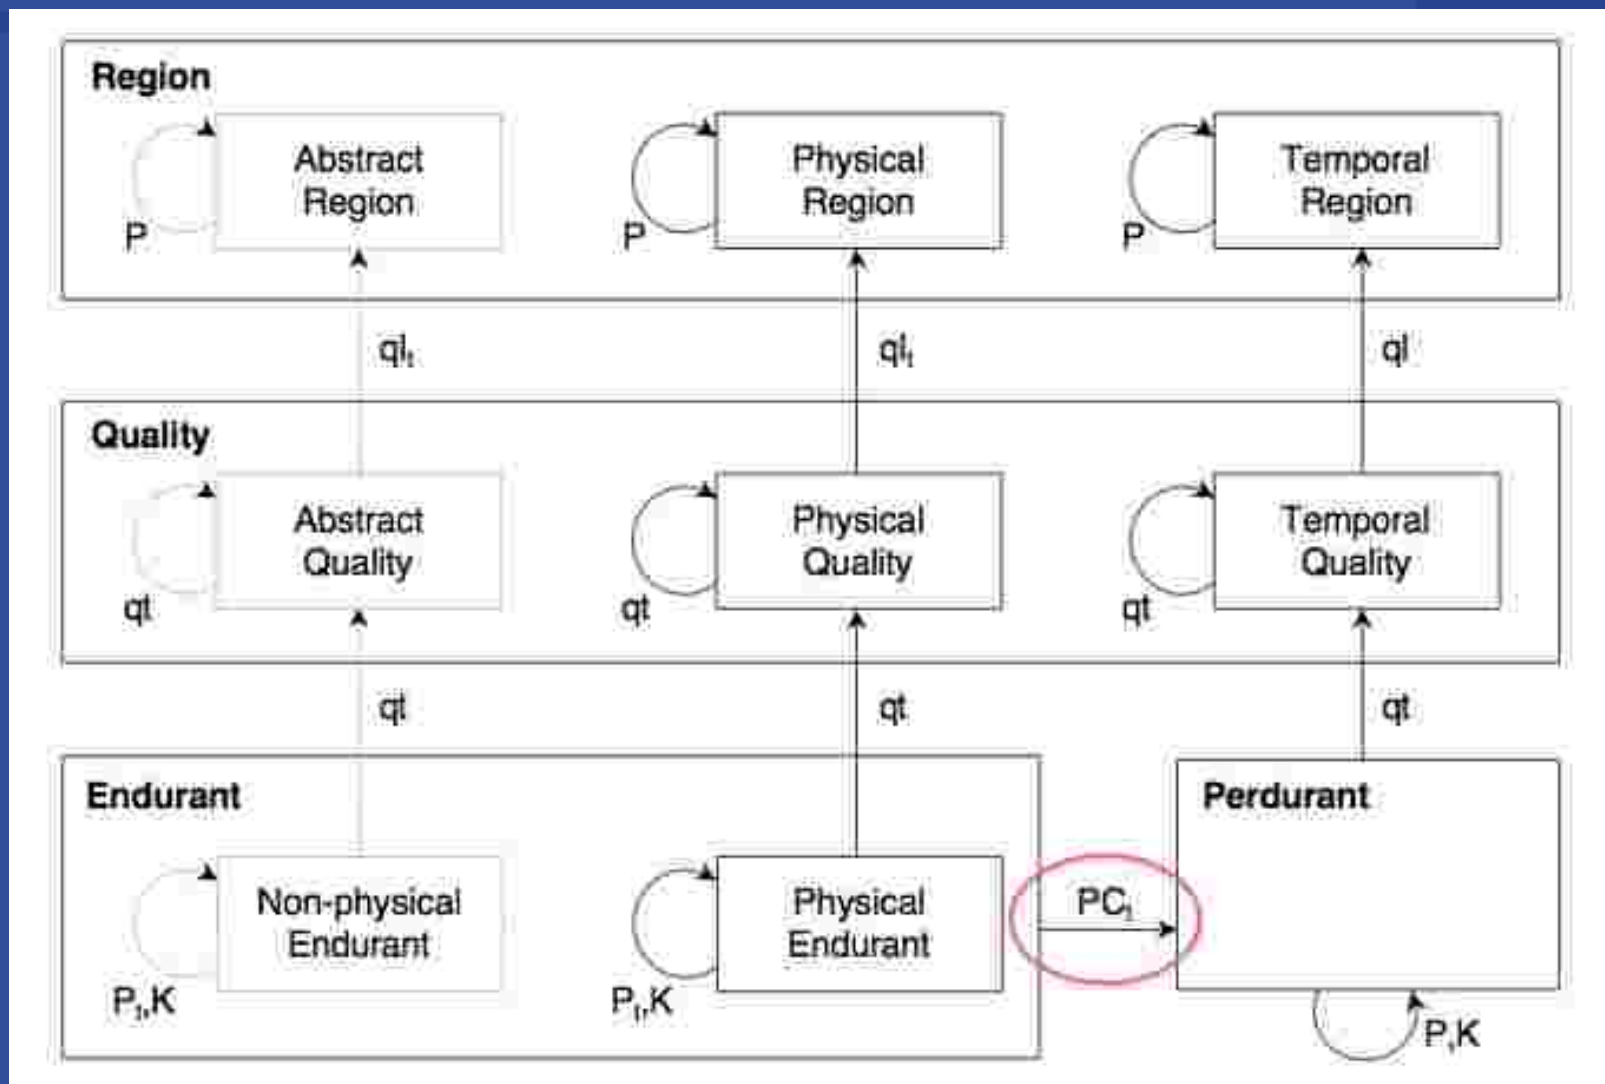 Region
Abstract
Region
P
Physical
Region
P
Temporal
Region
P
qlt
qlt
ql
Quality
Abstract
Quality
qt
Physical
Quality
qt
Temporal
Quality
qt
qt
qt
qt
Endurant
Non-physical
Endurant
Pt,K
Physical
Endurant
Pt,K
PCt
Perdurant
P,K